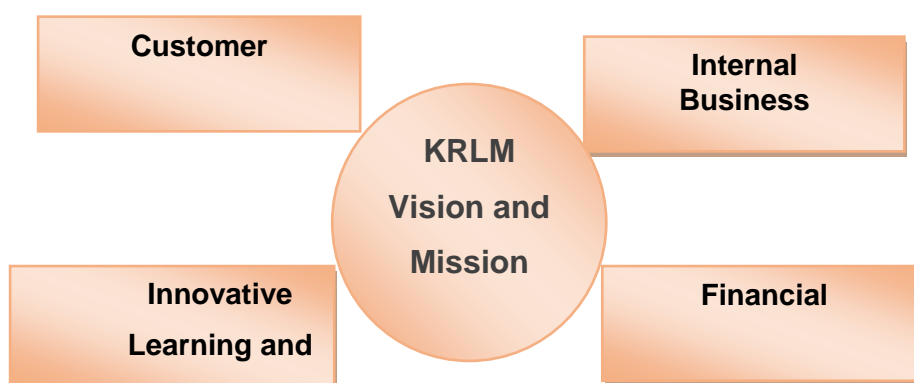 Customer
Internal
Business
KRLM
Vision and
Mission
Innovative
Learning and
Financial